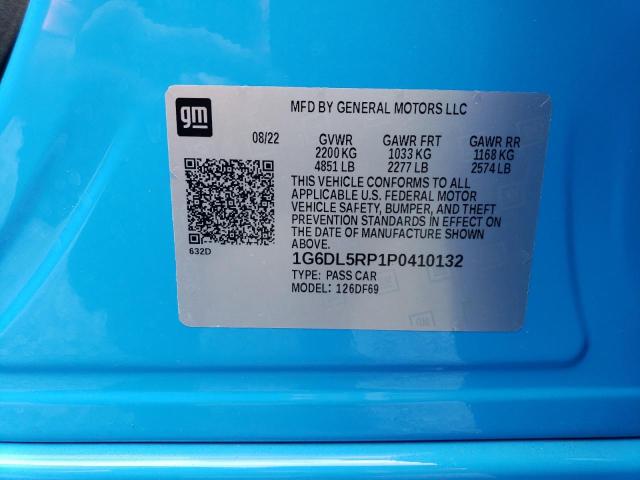 gm
MFD BY GENERAL MOTORS LLC
08/22 GVWR GAWR FRT GAWR RR
2200 KG 1033 KG 1168 KG
4851 LB 2277 LB 2574 LB
THIS VEHICLE CONFORMS TO ALL
APPLICABLE U.S. FEDERAL MOTOR
VEHICLE SAFETY, BUMPER, AND THEFT
PREVENTION STANDARDS IN EFFECT ON
THE DATE OF MANUFACTURE SHOWN
ABOVE.
632D
1G6DL5RP1P0410132
TYPE: PASS CAR
MODEL: 126DF69